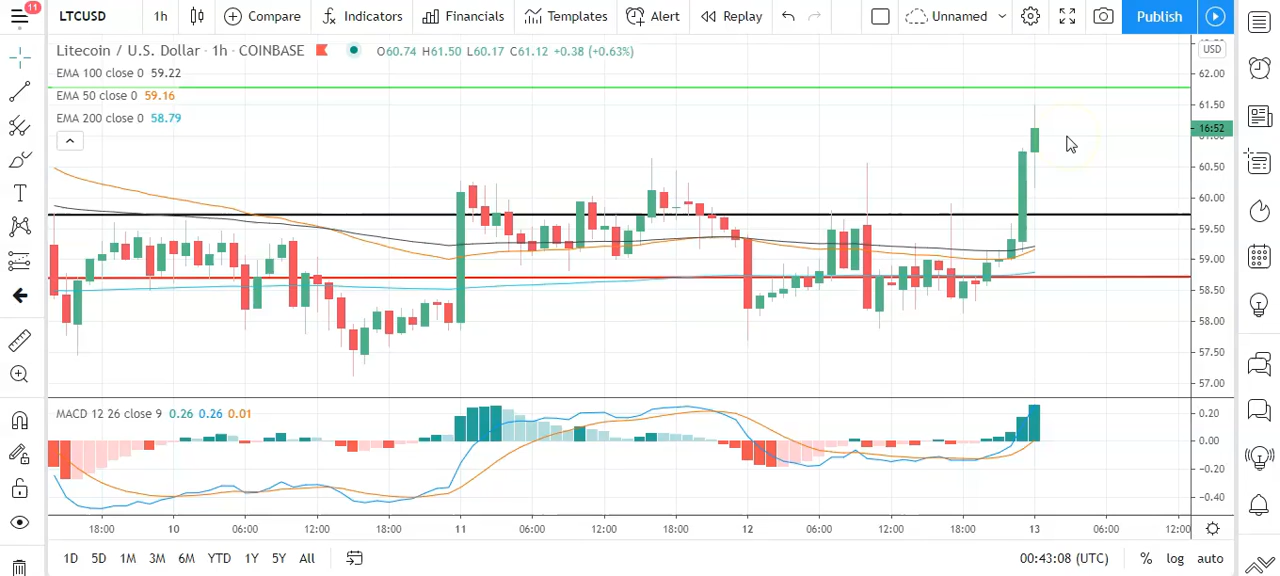 11
LTCUSD 1h Compare Indicators Financials Templates Alert Replay Unnamed Publish
Litecoin / U.S. Dollar · 1h · COINBASE O60.74 H61.50 L60.17 C61.12 +0.38 (+0.63%)
USD
EMA 100 close 0 59.22
EMA 50 close 0 59.16
EMA 200 close 0 58.79
62.00
61.50
16:52
61.00
60.50
60.00
59.50
59.00
58.50
58.00
57.50
57.00
MACD 12 26 close 9 0.26 0.26 0.01
0.20
0.00
−0.20
−0.40
18:00 10 06:00 12:00 18:00 11 06:00 12:00 18:00 12 06:00 12:00 18:00 13 06:00 12:00
1D 5D 1M 3M 6M YTD 1Y 5Y All 00:43:08 (UTC) % log auto